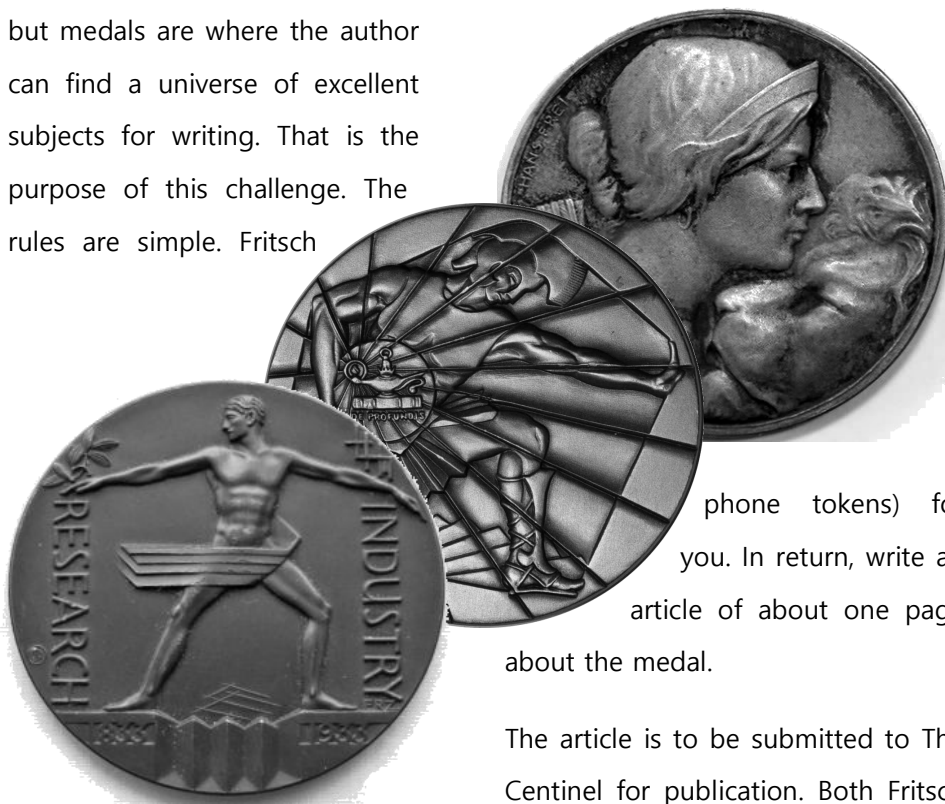 but medals are where the author
can find a universe of excellent
subjects for writing. That is the
purpose of this challenge. The
rules are simple. Fritsch
HANS FREI
DE PROFUNDIS
RESEARCH
INDUSTRY
1833 1933
phone tokens) fo
you. In return, write a
article of about one pag
about the medal.
The article is to be submitted to Th
Centinel for publication. Both Fritsc